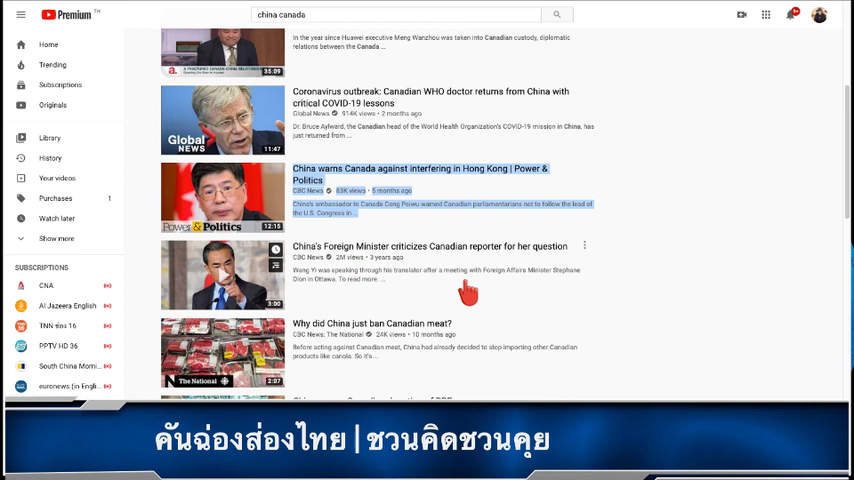 Premium TH
china canada
9+
Home
Trending
Subscriptions
Originals
Library
History
Your videos
Purchases 1
Watch later
Show more
SUBSCRIPTIONS
CNA
Al Jazeera English
TNN ช่อง 16
PPTV HD 36
South China Morni...
euronews (in Engli...
In the year since Huawei executive Meng Wanzhou was taken into Canadian custody, diplomatic
relations between the Canada ...
35:09
Coronavirus outbreak: Canadian WHO doctor returns from China with
critical COVID-19 lessons
Global News 914K views • 2 months ago
Dr. Bruce Aylward, the Canadian head of the World Health Organization's COVID-19 mission in China, has
just returned from ...
Global NEWS
11:47
China warns Canada against interfering in Hong Kong | Power &
Politics
CBC News 83K views • 5 months ago
China's ambassador to Canada Cong Peiwu warned Canadian parliamentarians not to follow the lead of
the U.S. Congress in ...
Power & Politics
12:15
China's Foreign Minister criticizes Canadian reporter for her question
CBC News 2M views • 3 years ago
Wang Yi was speaking through his translator after a meeting with Foreign Affairs Minister Stephane
Dion in Ottawa. To read more: ...
3:00
Why did China just ban Canadian meat?
CBC News: The National 24K views • 10 months ago
Before acting against Canadian meat, China had already decided to stop importing other Canadian
products like canola. So it's...
The National
2:07
คันฉ่องส่องไทย | ชวนคิดชวนคุย